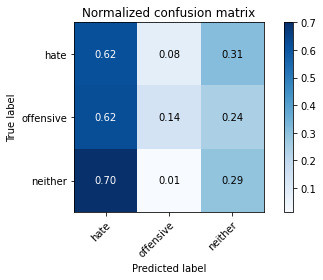 Normalized confusion matrix
True label
hate
offensive
neither
0.62 0.08 0.31
0.62 0.14 0.24
0.70 0.01 0.29
hate
offensive
neither
Predicted label
0.7
0.6
0.5
0.4
0.3
0.2
0.1